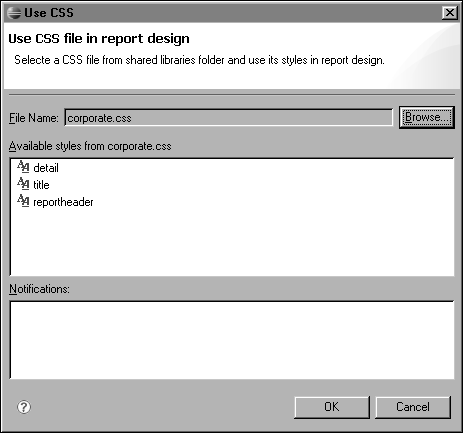 Use CSS
Use CSS file in report design
Selecte a CSS file from shared libraries folder and use its styles in report design.
File Name: corporate.css Browse...
Available styles from corporate.css
detail
title
reportheader
Notifications:
OK Cancel